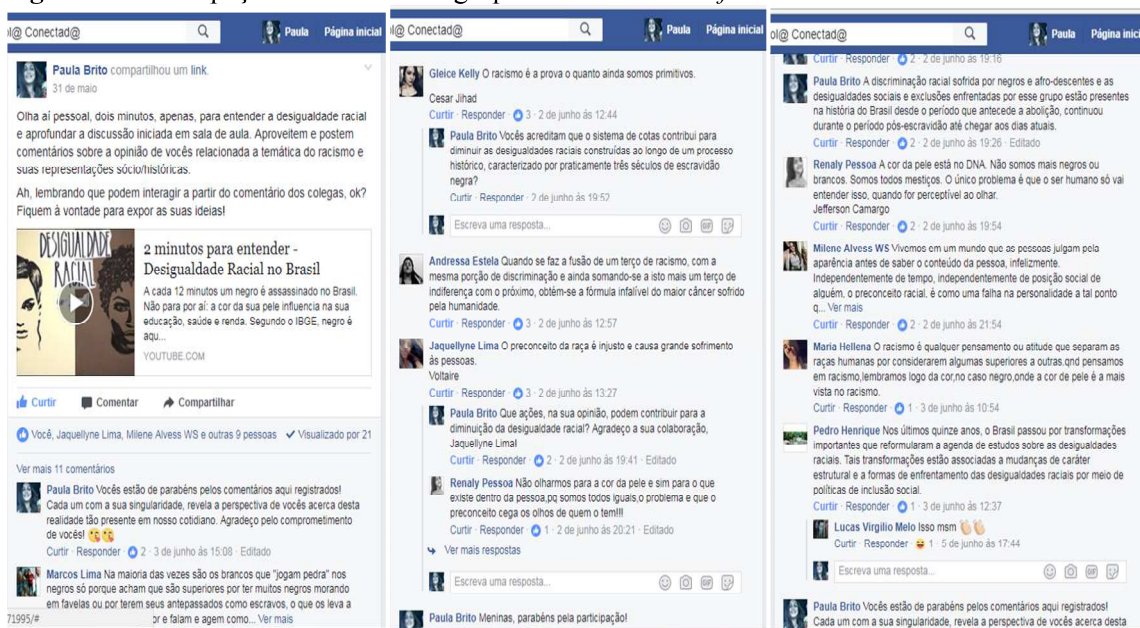 ol@ Conectad@
Paula Página inicial
Paula Brito compartilhou um link.
31 de maio
Olha aí pessoal, dois minutos, apenas, para entender a desigualdade racial
e aprofundar a discussão iniciada em sala de aula. Aproveitem e postem
comentários sobre a opinião de vocês relacionada a temática do racismo e
suas representações sócio/históricas.
Ah, lembrando que podem interagir a partir do comentário dos colegas, ok?
Fiquem à vontade para expor as suas ideias!
DESIGUALDADE
RACIAL
2 minutos para entender -
Desigualdade Racial no Brasil
A cada 12 minutos um negro é assassinado no Brasil.
Não para por aí: a cor da sua pele influencia na sua
educação, saúde e renda. Segundo o IBGE, negro é
aqu...
YOUTUBE.COM
Curtir Comentar Compartilhar
Você, Jaquellyne Lima, Milene Alvess WS e outras 9 pessoas Visualizado por 21
Ver mais 11 comentários
Paula Brito Vocês estão de parabéns pelos comentários aqui registrados!
Cada um com a sua singularidade, revela a perspectiva de vocês acerca desta
realidade tão presente em nosso cotidiano. Agradeço pelo comprometimento
de vocês! 😘😘
Curtir · Responder · 2 · 3 de junho às 15:08 · Editado
Marcos Lima Na maioria das vezes são os brancos que "jogam pedra" nos
negros só porque acham que são superiores por ter muitos negros morando
em favelas ou por terem seus antepassados como escravos, o que os leva a
71995/# or e falam e agem como... Ver mais
ol@ Conectad@
Paula Página inicial
Gleice Kelly O racismo é a prova o quanto ainda somos primitivos.
Cesar Jihad
Curtir · Responder · 3 · 2 de junho às 12:44
Paula Brito Vocês acreditam que o sistema de cotas contribui para
diminuir as desigualdades raciais construídas ao longo de um processo
histórico, caracterizado por praticamente três séculos de escravidão
negra?
Curtir · Responder · 2 de junho às 19:52
Escreva uma resposta...
Andressa Estela Quando se faz a fusão de um terço de racismo, com a
mesma porção de discriminação e ainda somando-se a isto mais um terço de
indiferença com o próximo, obtém-se a fórmula infalível do maior câncer sofrido
pela humanidade.
Curtir · Responder · 3 · 2 de junho às 12:57
Jaquellyne Lima O preconceito da raça é injusto e causa grande sofrimento
às pessoas.
Voltaire
Curtir · Responder · 3 · 2 de junho às 13:27
Paula Brito Que ações, na sua opinião, podem contribuir para a
diminuição da desigualdade racial? Agradeço a sua colaboração,
Jaquellyne Lima!
Curtir · Responder · 2 · 2 de junho às 19:41 · Editado
Renaly Pessoa Não olharmos para a cor da pele e sim para o que
existe dentro da pessoa,pq somos todos iguais,o problema e que o
preconceito cega os olhos de quem o tem!!!
Curtir · Responder · 1 · 2 de junho às 20:21 · Editado
Ver mais respostas
Escreva uma resposta...
Paula Brito Meninas, parabéns pela participação!
ol@ Conectad@
Paula Página inici
Curtir · Responder · 2 · 2 de junho às 19:16
Paula Brito A discriminação racial sofrida por negros e afro-descentes e as
desigualdades sociais e exclusões enfrentadas por esse grupo estão presentes
na história do Brasil desde o período que antecede a abolição, continuou
durante o período pós-escravidão até chegar aos dias atuais.
Curtir · Responder · 2 · 2 de junho às 19:26 · Editado
Renaly Pessoa A cor da pele está no DNA. Não somos mais negros ou
brancos. Somos todos mestiços. O único problema é que o ser humano só vai
entender isso, quando for perceptível ao olhar.
Jefferson Camargo
Curtir · Responder · 2 · 2 de junho às 19:54
Milene Alvess WS Vivemos em um mundo que as pessoas julgam pela
aparência antes de saber o conteúdo da pessoa, infelizmente.
Independentemente de tempo, independentemente de posição social de
alguém, o preconceito racial, é como uma falha na personalidade a tal ponto
q... Ver mais
Curtir · Responder · 2 · 2 de junho às 21:54
Maria Hellena O racismo é qualquer pensamento ou atitude que separam as
raças humanas por considerarem algumas superiores a outras.qnd pensamos
em racismo,lembramos logo da cor,no caso negro,onde a cor de pele é a mais
vista no racismo.
Curtir · Responder · 1 · 3 de junho às 10:54
Pedro Henrique Nos últimos quinze anos, o Brasil passou por transformações
importantes que reformularam a agenda de estudos sobre as desigualdades
raciais. Tais transformações estão associadas a mudanças de caráter
estrutural e a formas de enfrentamento das desigualdades raciais por meio de
políticas de inclusão social.
Curtir · Responder · 1 · 3 de junho às 12:37
Lucas Virgilio Melo Isso msm 👏👏
Curtir · Responder · 1 · 5 de junho às 17:44
Escreva uma resposta...
Paula Brito Vocês estão de parabéns pelos comentários aqui registrados!
Cada um com a sua singularidade, revela a perspectiva de vocês acerca desta